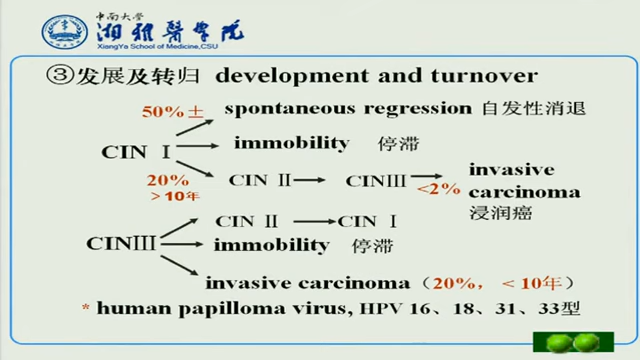 中南大学
湘雅醫学院
XiangYa School of Medicine,CSU
③发展及转归 development and turnover
50%± spontaneous regression 自发性消退
immobility 停滞
CIN Ⅰ
20% CIN Ⅱ CINⅢ <2% invasive carcinoma
>10年 浸润癌
CIN Ⅱ CIN Ⅰ
CINⅢ immobility 停滞
invasive carcinoma（20%，<10年）
* human papilloma virus, HPV 16、18、31、33型